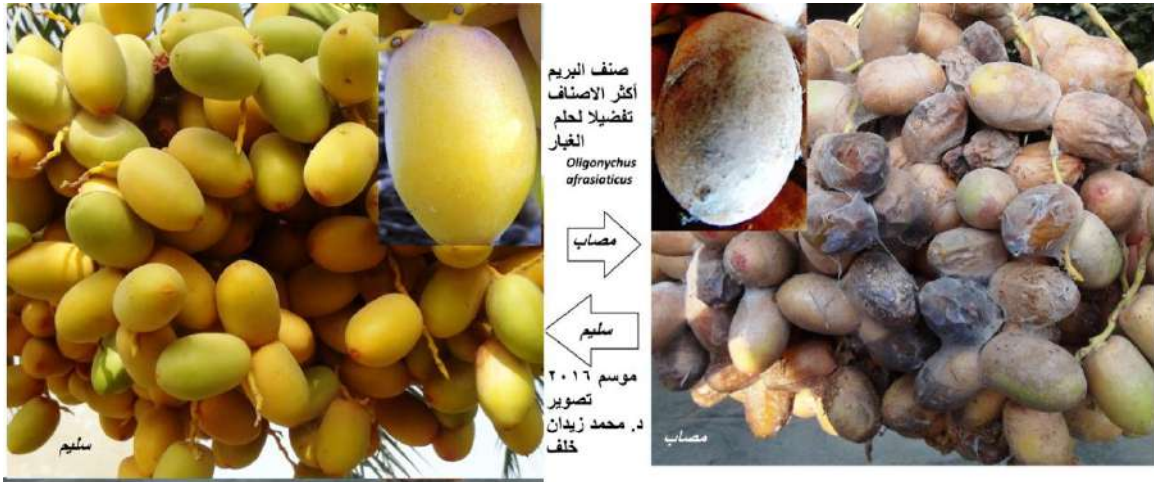 صنف البريم
أكثر الاصناف
تفضيلا لحلم
الغبار
Oligonychus
afrasiaticus
مصاب
سليم
موسم ٢٠١٦
تصوير
د. محمد زيدان
خلف
سليم
مصاب